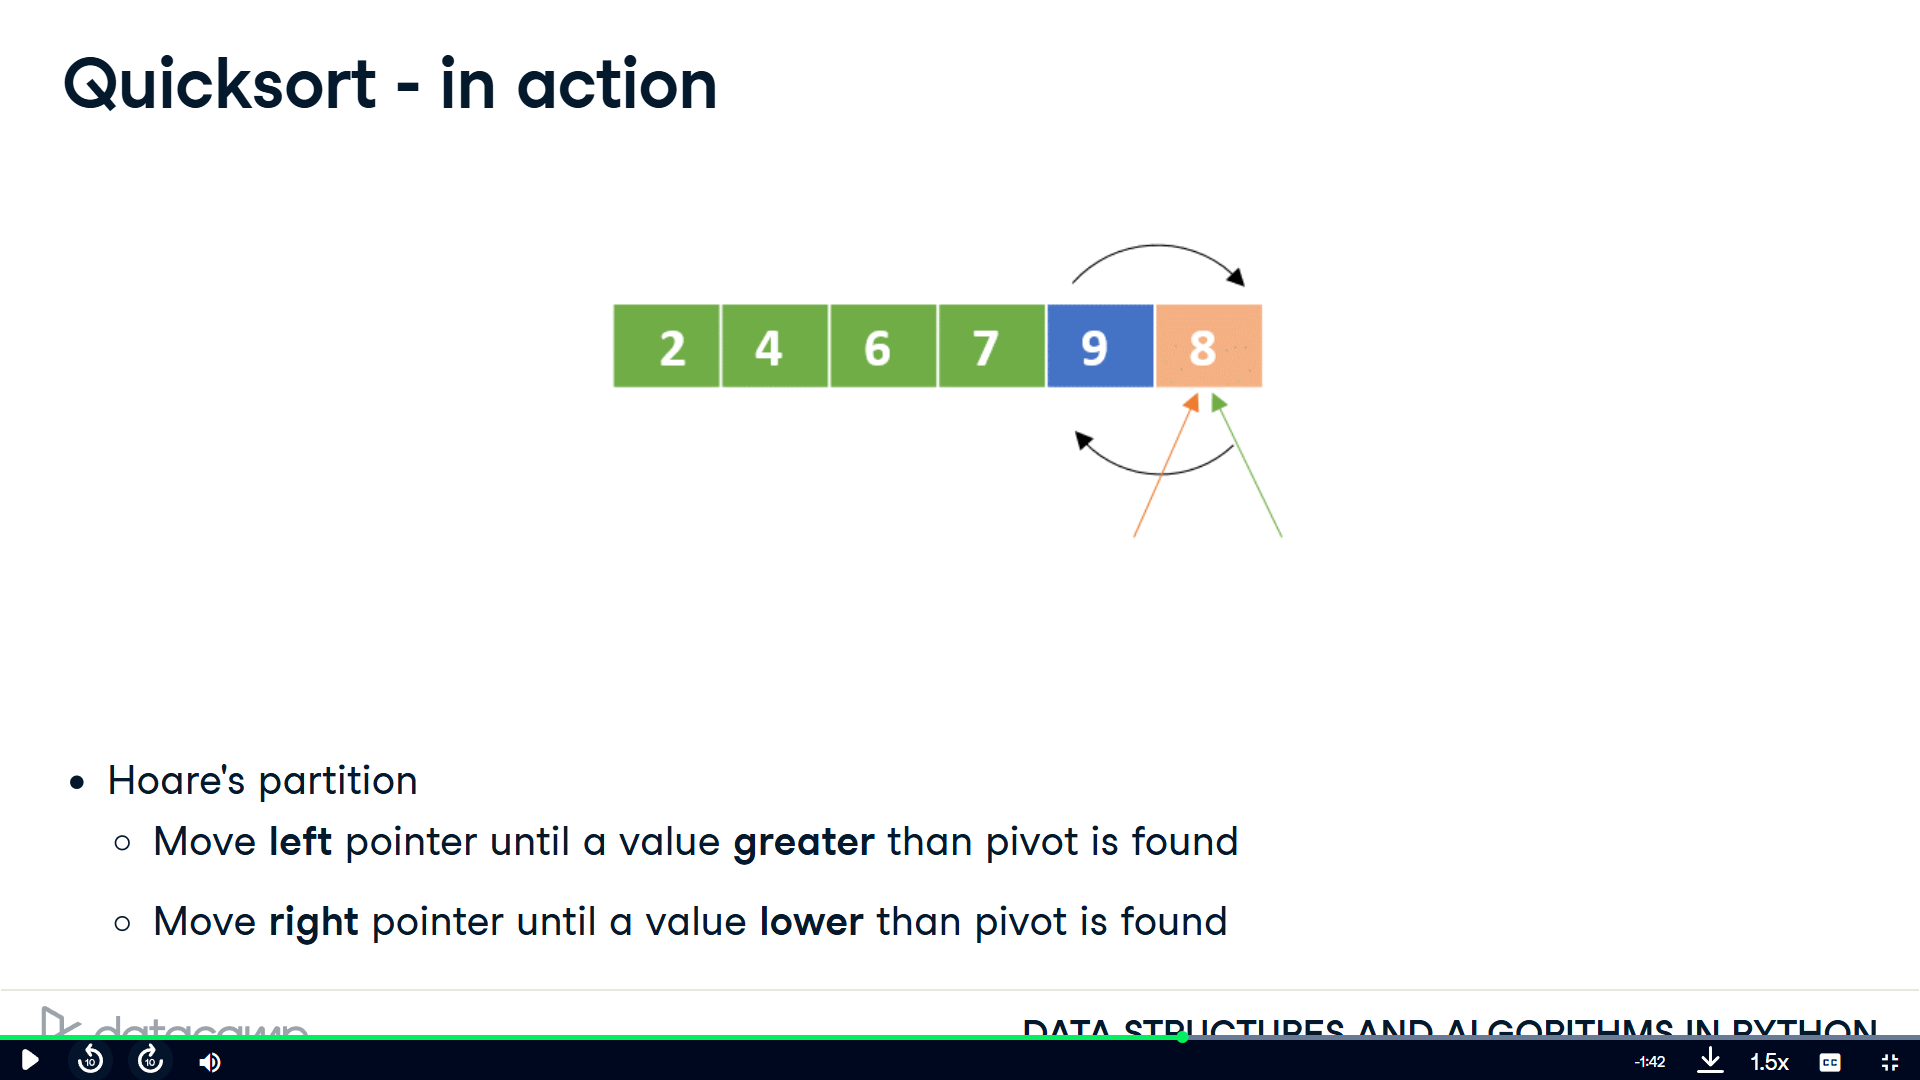 Quicksort - in action
2 4 6 7 9 8
• Hoare's partition
○ Move left pointer until a value greater than pivot is found
○ Move right pointer until a value lower than pivot is found
datacamp
DATA STRUCTURES AND ALGORITHMS IN PYTHON
10 10 -1:42 1.5x CC